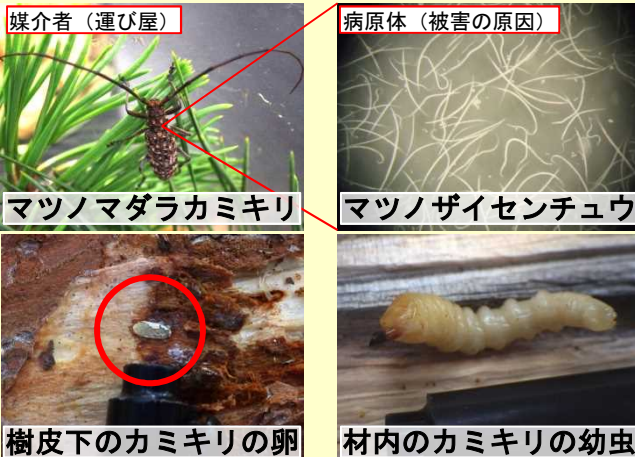 媒介者（運び屋）
病原体（被害の原因）
マツノマダラカミキリ
マツノザイセンチュウ
樹皮下のカミキリの卵
材内のカミキリの幼虫